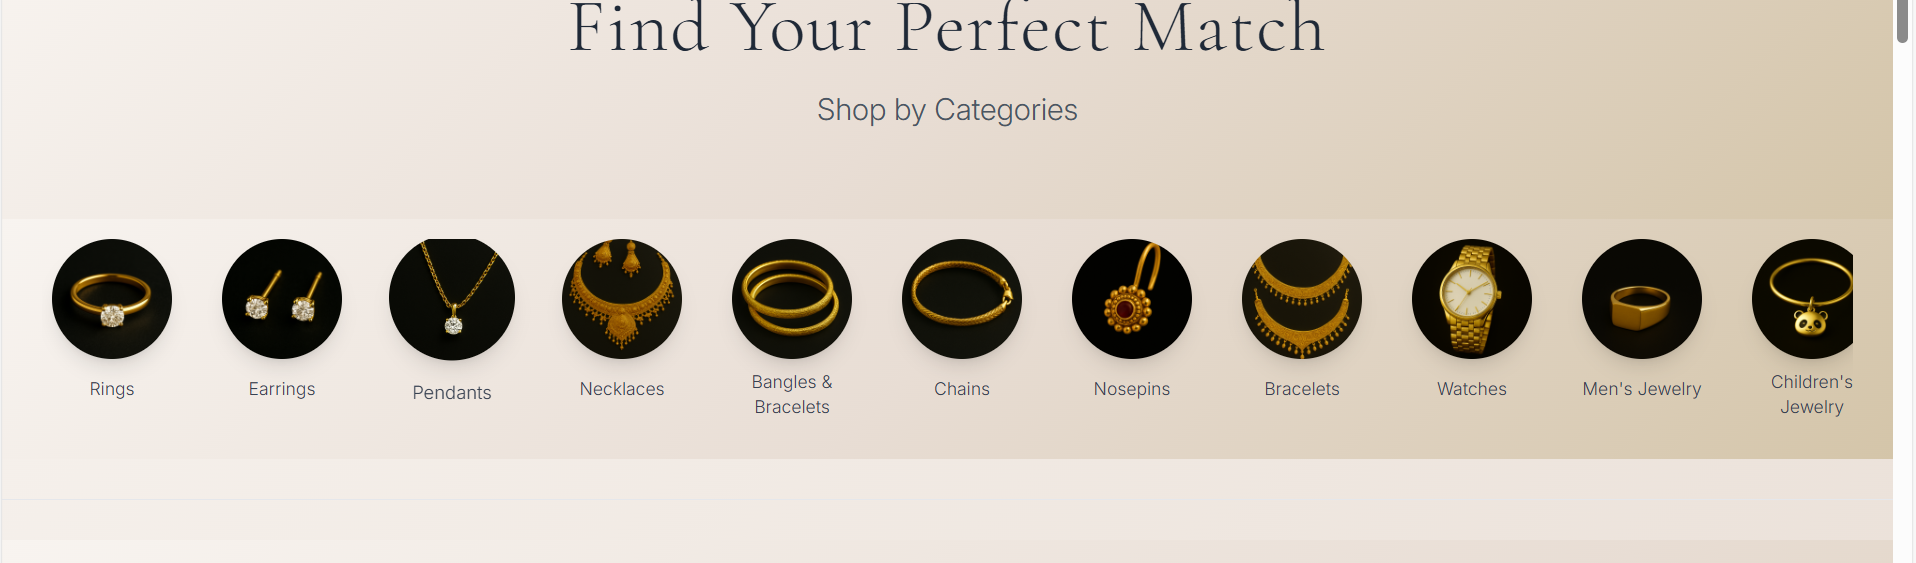 Find Your Perfect Match
Shop by Categories
Rings
Earrings
Pendants
Necklaces
Bangles &
Bracelets
Chains
Nosepins
Bracelets
Watches
Men's Jewelry
Children's
Jewelry